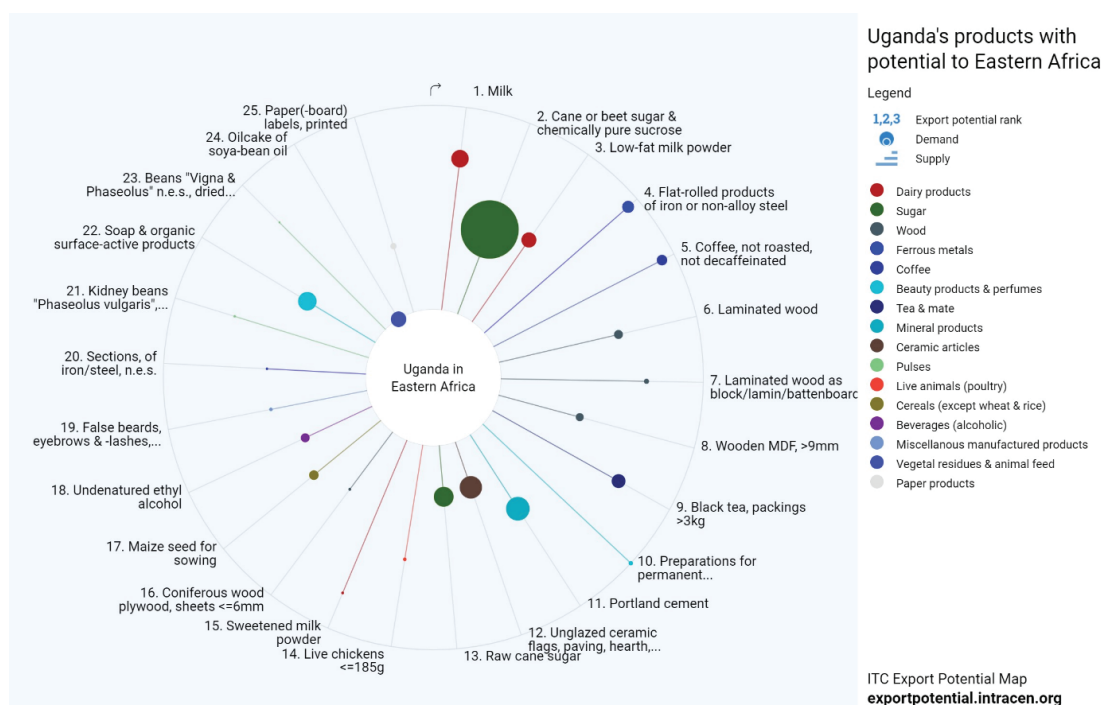 Uganda's products with
potential to Eastern Africa
Legend
1,2,3 Export potential rank
Demand
Supply
Dairy products
Sugar
Wood
Ferrous metals
Coffee
Beauty products & perfumes
Tea & mate
Mineral products
Ceramic articles
Pulses
Live animals (poultry)
Cereals (except wheat & rice)
Beverages (alcoholic)
Miscellanous manufactured products
Vegetal residues & animal feed
Paper products
ITC Export Potential Map
exportpotential.intracen.org
Uganda in
Eastern Africa
1. Milk
2. Cane or beet sugar &
chemically pure sucrose
3. Low-fat milk powder
4. Flat-rolled products
of iron or non-alloy steel
5. Coffee, not roasted,
not decaffeinated
6. Laminated wood
7. Laminated wood as
block/lamin/battenboard
8. Wooden MDF, >9mm
9. Black tea, packings
>3kg
10. Preparations for
permanent...
11. Portland cement
12. Unglazed ceramic
flags, paving, hearth,...
13. Raw cane sugar
14. Live chickens
<=185g
15. Sweetened milk
powder
16. Coniferous wood
plywood, sheets <=6mm
17. Maize seed for
sowing
18. Undenatured ethyl
alcohol
19. False beards,
eyebrows & -lashes,...
20. Sections, of
iron/steel, n.e.s.
21. Kidney beans
"Phaseolus vulgaris",...
22. Soap & organic
surface-active products
23. Beans "Vigna &
Phaseolus" n.e.s., dried...
24. Oilcake of
soya-bean oil
25. Paper(-board)
labels, printed